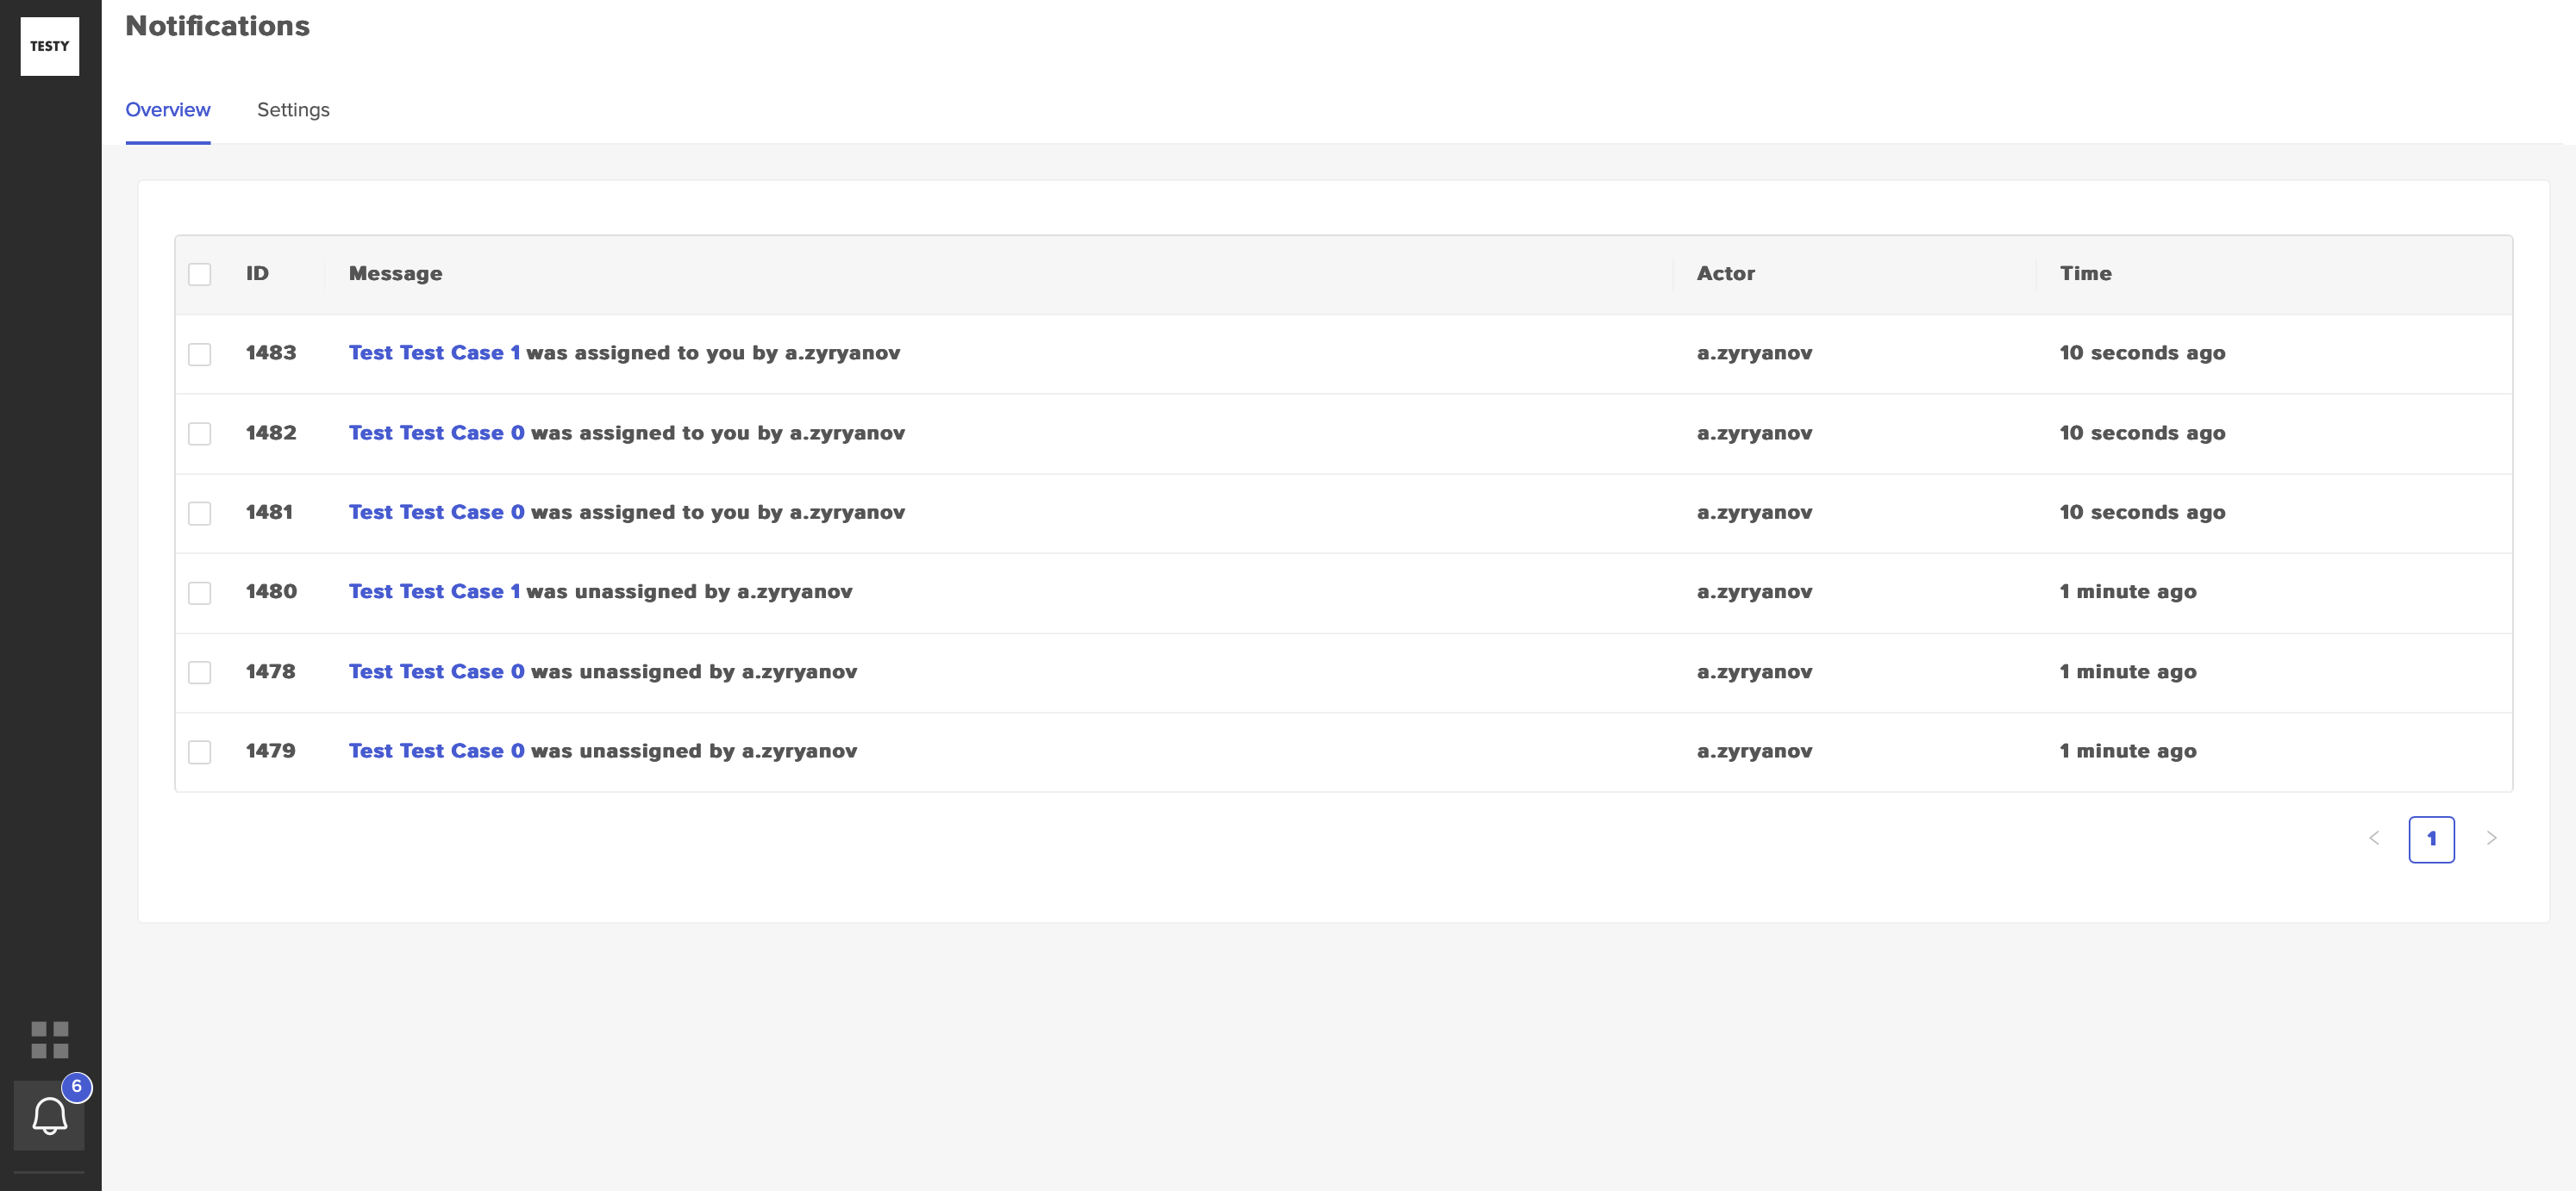 TESTY
Notifications
Overview Settings
ID Message Actor Time
1483 Test Test Case 1 was assigned to you by a.zyryanov a.zyryanov 10 seconds ago
1482 Test Test Case 0 was assigned to you by a.zyryanov a.zyryanov 10 seconds ago
1481 Test Test Case 0 was assigned to you by a.zyryanov a.zyryanov 10 seconds ago
1480 Test Test Case 1 was unassigned by a.zyryanov a.zyryanov 1 minute ago
1478 Test Test Case 0 was unassigned by a.zyryanov a.zyryanov 1 minute ago
1479 Test Test Case 0 was unassigned by a.zyryanov a.zyryanov 1 minute ago
< 1 >
6